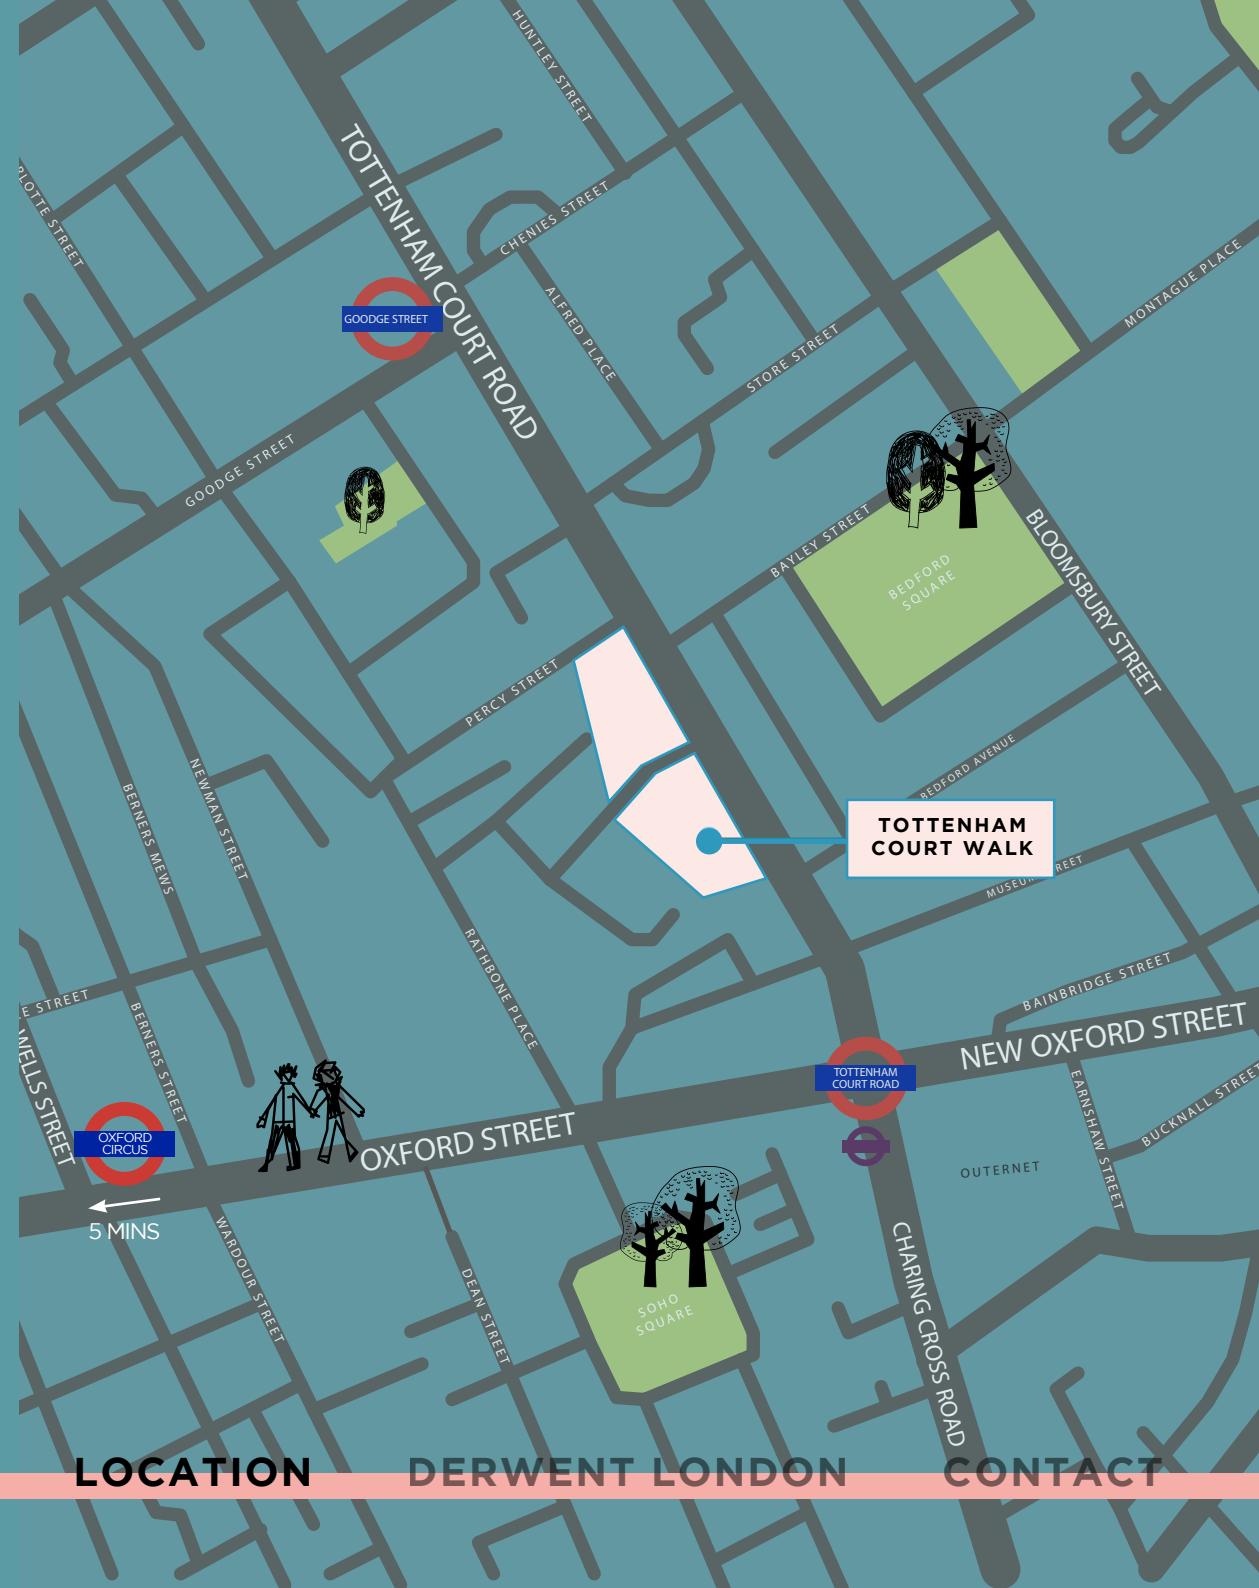 HUNTLEY STREET
TOTTENHAM COURT ROAD
CHENIES STREET
MONTAGUE PLACE
ALFRED PLACE
GOODGE STREET
STORE STREET
GOODGE STREET
BAYLEY STREET
BLOOMSBURY STREET
BEDFORD
SQUARE
PERCY STREET
BEDFORD AVENUE
NEWMAN STREET
BERNERS MEWS
TOTTENHAM
COURT WALK
RATHBONE PLACE
BAINBRIDGE STREET
BERNERS STREET
WELLS STREET
NEW OXFORD STREET
TOTTENHAM
COURT ROAD
EARNSHAW STREET
BUCKNALL STREET
OXFORD STREET
OXFORD
CIRCUS
OUTERNET
5 MINS
WARDOUR STREET
DEAN STREET
CHARING CROSS ROAD
SOHO
SQUARE
LOCATION
DERWENT LONDON
CONTACT